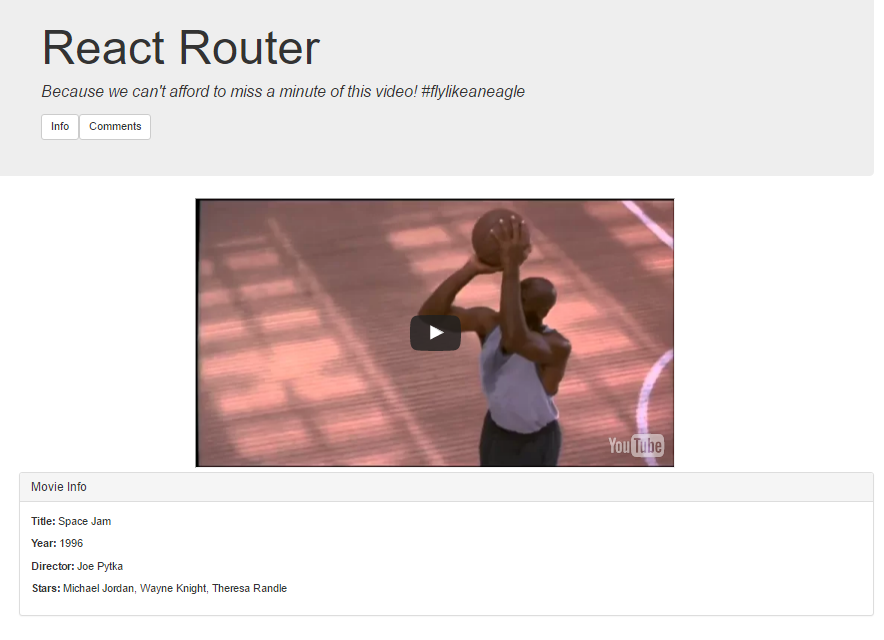 React Router
Because we can't afford to miss a minute of this video! #flylikeaneagle
Info Comments
YouTube
Movie Info
Title: Space Jam
Year: 1996
Director: Joe Pytka
Stars: Michael Jordan, Wayne Knight, Theresa Randle